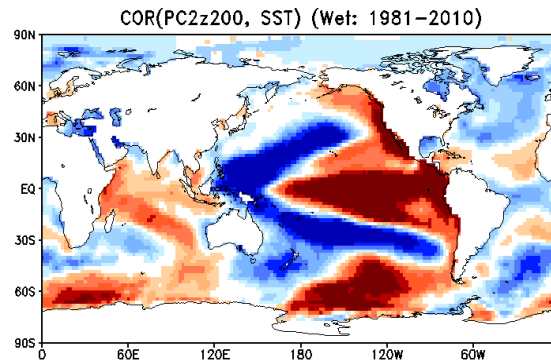 COR(PC2z200, SST) (Wet: 1981−2010)
90N
60N
30N
EQ
30S
60S
90S
0 60E 120E 180 120W 60W